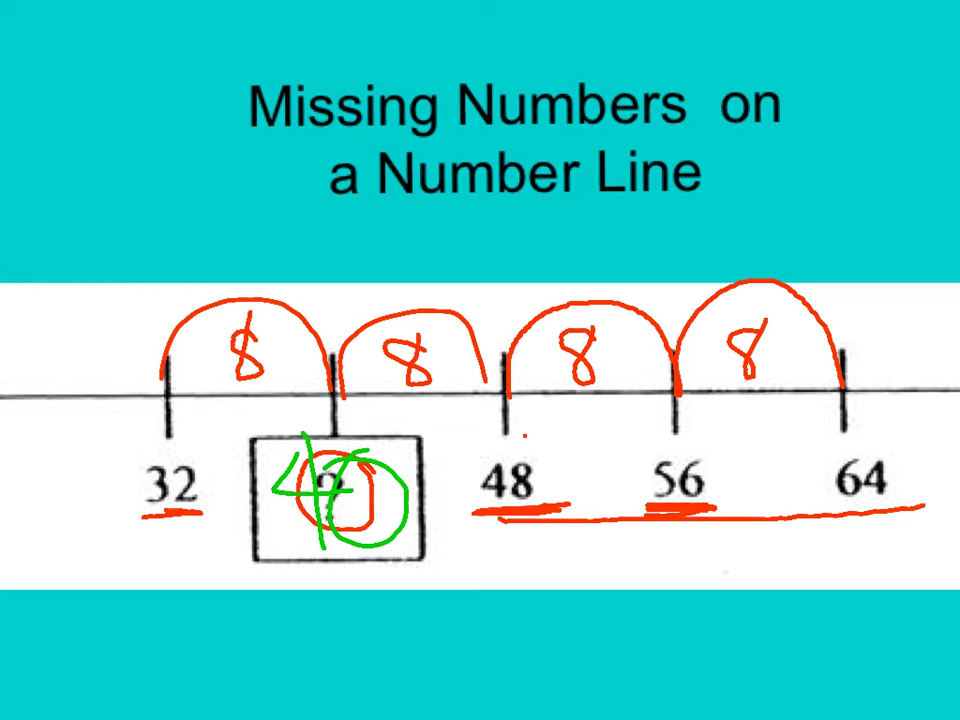 Missing Numbers on
a Number Line
8 8 8 8
32 40 48 56 64